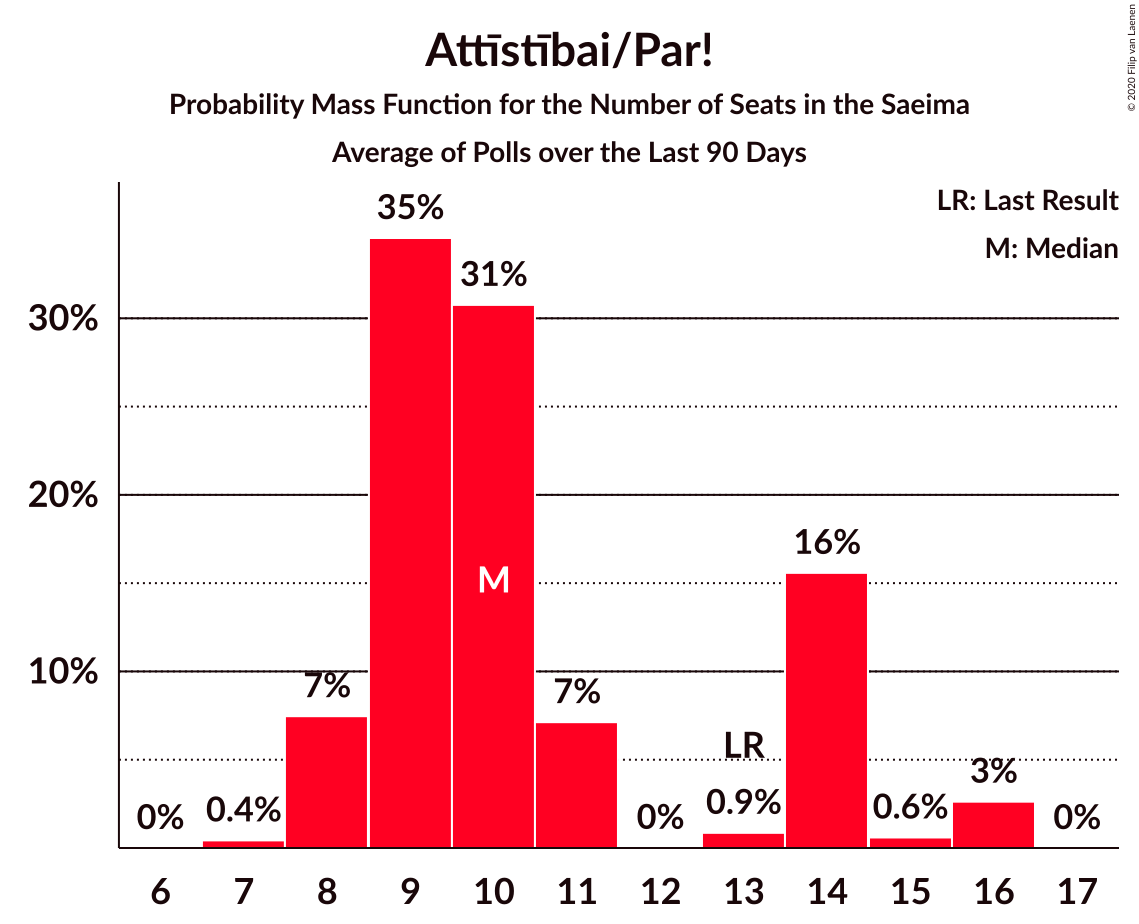 Attīstībai/Par!
Probability Mass Function for the Number of Seats in the Saeima
Average of Polls over the Last 90 Days
© 2020 Filip van Laenen
LR: Last Result
M: Median
30%
20%
10%
0%
0.4%
7%
35%
31%
M
7%
0%
LR
0.9%
16%
0.6%
3%
0%
6 7 8 9 10 11 12 13 14 15 16 17